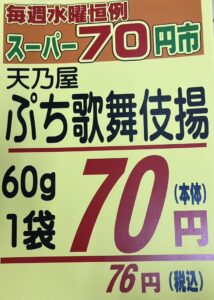 毎週水曜恒例
スーパー70円市
天乃屋
ぷち歌舞伎揚
60g
1袋 70円(本体)
76円(税込)